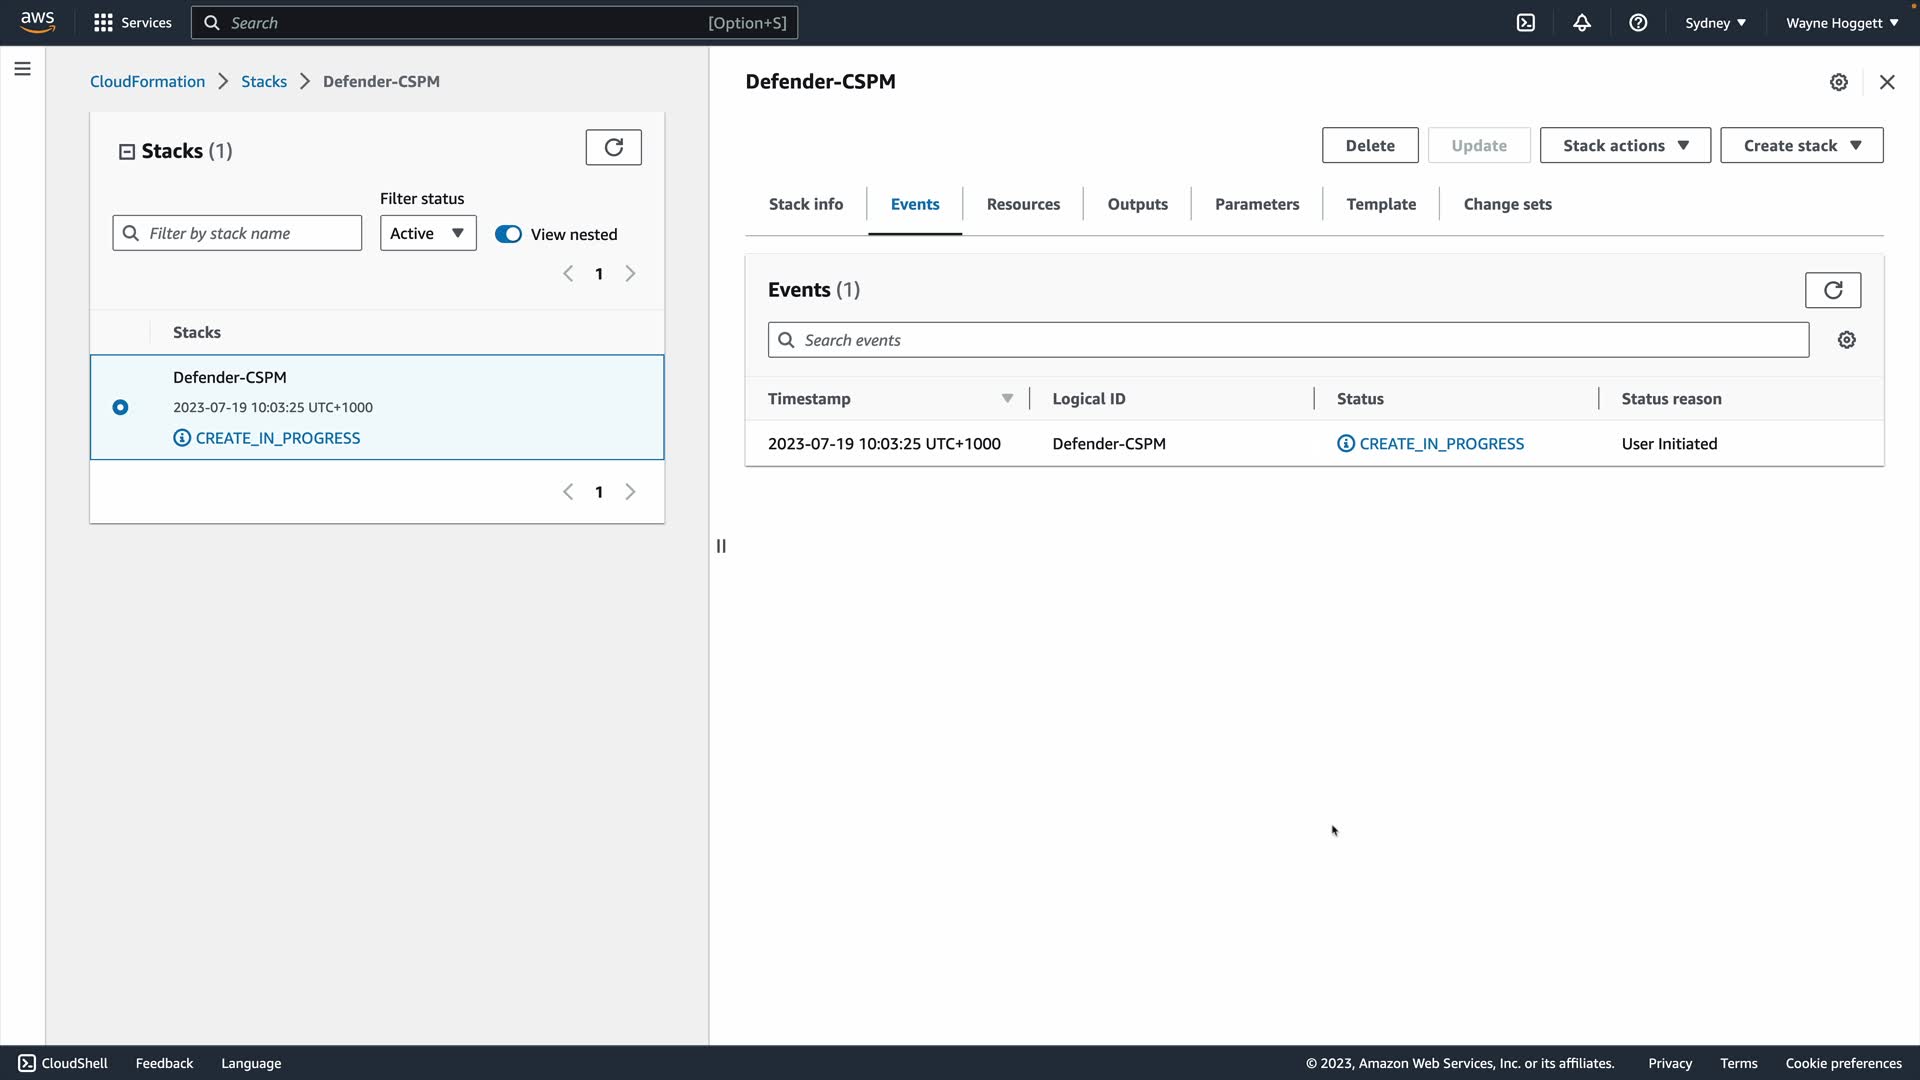 aws
Services
Search
[Option+S]
Sydney
Wayne Hoggett
CloudFormation
Stacks
Defender-CSPM
Stacks (1)
Filter status
Filter by stack name
Active
View nested
1
Stacks
Defender-CSPM
2023-07-19 10:03:25 UTC+1000
CREATE_IN_PROGRESS
1
Defender-CSPM
Delete
Update
Stack actions
Create stack
Stack info
Events
Resources
Outputs
Parameters
Template
Change sets
Events (1)
Search events
Timestamp
Logical ID
Status
Status reason
2023-07-19 10:03:25 UTC+1000
Defender-CSPM
CREATE_IN_PROGRESS
User Initiated
CloudShell
Feedback
Language
© 2023, Amazon Web Services, Inc. or its affiliates.
Privacy
Terms
Cookie preferences